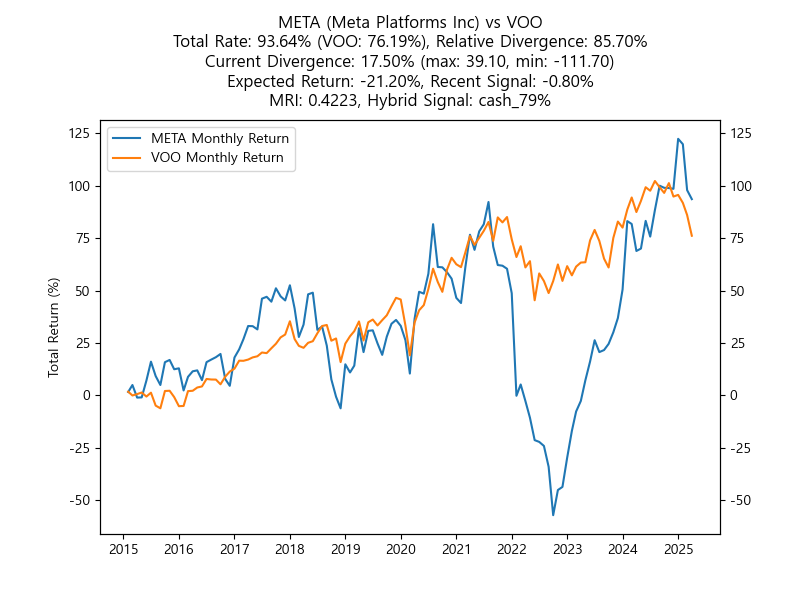 META (Meta Platforms Inc) vs VOO
Total Rate: 93.64% (VOO: 76.19%), Relative Divergence: 85.70%
Current Divergence: 17.50% (max: 39.10, min: -111.70)
Expected Return: -21.20%, Recent Signal: -0.80%
MRI: 0.4223, Hybrid Signal: cash_79%
META Monthly Return
VOO Monthly Return
Total Return (%)
125
100
75
50
25
0
-25
-50
125
100
75
50
25
0
-25
-50
2015 2016 2017 2018 2019 2020 2021 2022 2023 2024 2025